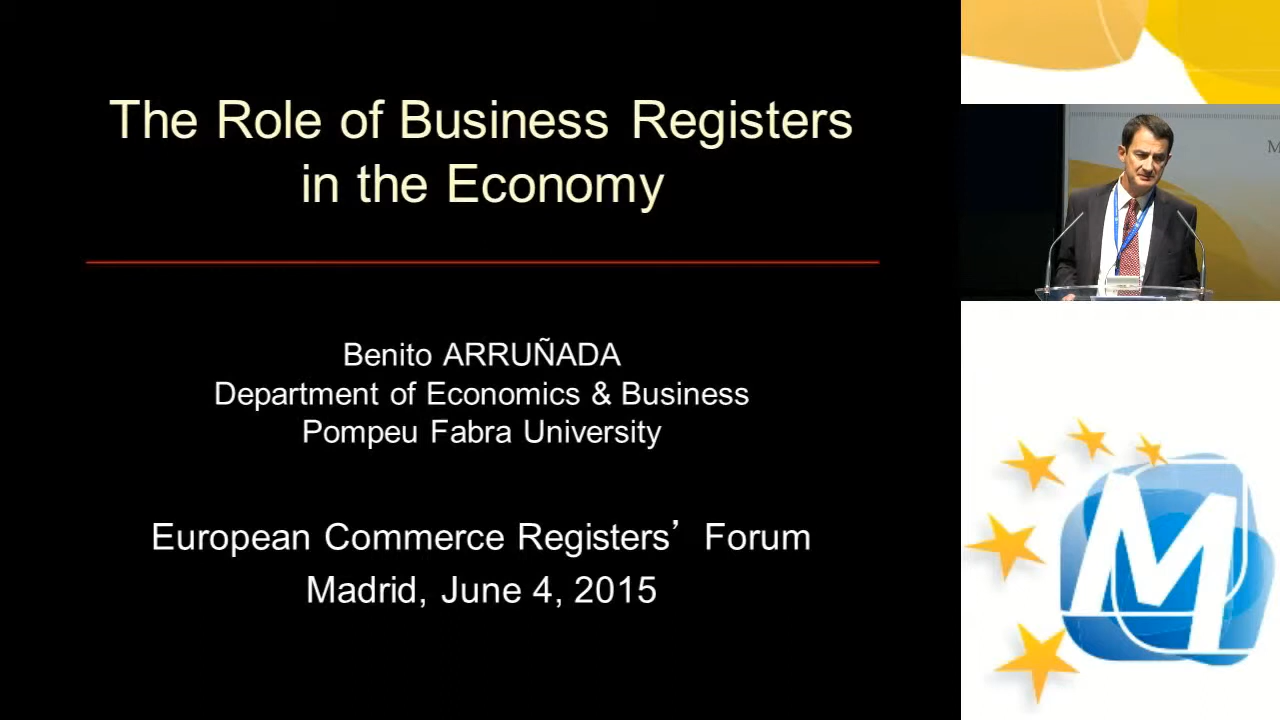 The Role of Business Registers
in the Economy
Benito ARRUÑADA
Department of Economics & Business
Pompeu Fabra University
European Commerce Registers’ Forum
Madrid, June 4, 2015
M
M